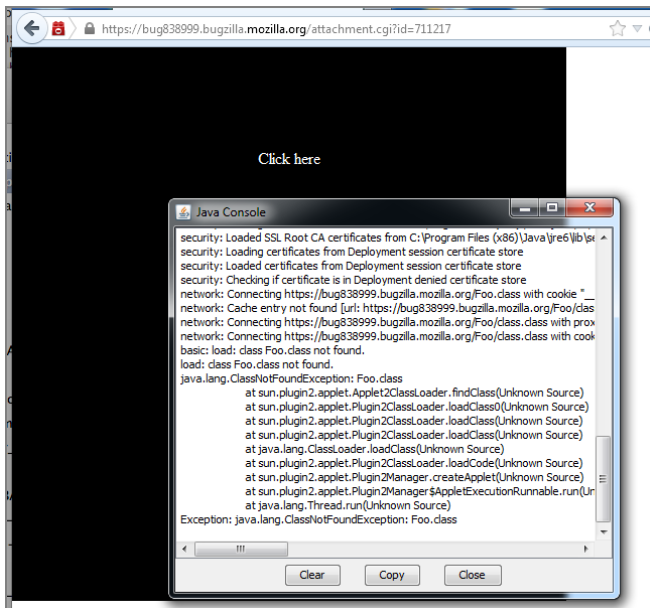 https://bug838999.bugzilla.mozilla.org/attachment.cgi?id=711217
Click here
Java Console
security: Loaded SSL Root CA certificates from C:\Program Files (x86)\Java\jre6\lib\se
security: Loading certificates from Deployment session certificate store
security: Loaded certificates from Deployment session certificate store
security: Checking if certificate is in Deployment denied certificate store
network: Connecting https://bug838999.bugzilla.mozilla.org/Foo.class with cookie "__
network: Cache entry not found [url: https://bug838999.bugzilla.mozilla.org/Foo/clas
network: Connecting https://bug838999.bugzilla.mozilla.org/Foo/class.class with prox
network: Connecting https://bug838999.bugzilla.mozilla.org/Foo/class.class with cook
basic: load: class Foo.class not found.
load: class Foo.class not found.
java.lang.ClassNotFoundException: Foo.class
at sun.plugin2.applet.Applet2ClassLoader.findClass(Unknown Source)
at sun.plugin2.applet.Plugin2ClassLoader.loadClass0(Unknown Source)
at sun.plugin2.applet.Plugin2ClassLoader.loadClass(Unknown Source)
at sun.plugin2.applet.Plugin2ClassLoader.loadClass(Unknown Source)
at java.lang.ClassLoader.loadClass(Unknown Source)
at sun.plugin2.applet.Plugin2ClassLoader.loadCode(Unknown Source)
at sun.plugin2.applet.Plugin2Manager.createApplet(Unknown Source)
at sun.plugin2.applet.Plugin2Manager$AppletExecutionRunnable.run(Un
at java.lang.Thread.run(Unknown Source)
Exception: java.lang.ClassNotFoundException: Foo.class
Clear Copy Close